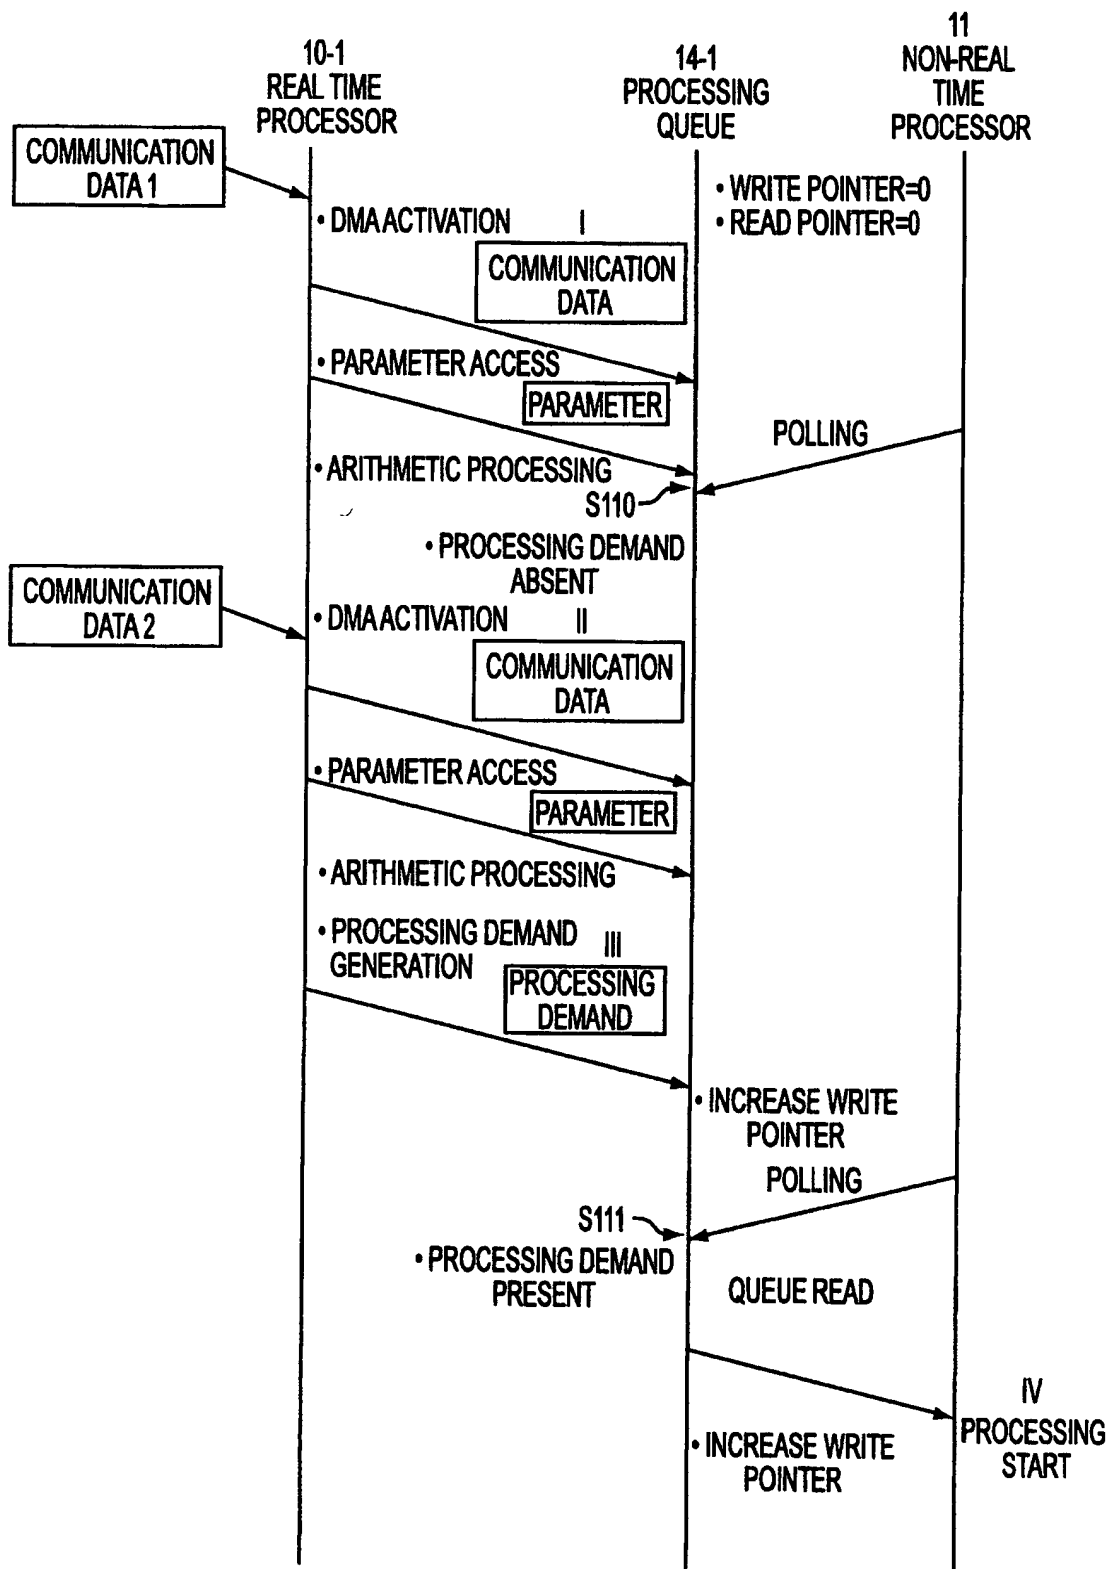 10-1
REAL TIME
PROCESSOR
14-1
PROCESSING
QUEUE
11
NON-REAL
TIME
PROCESSOR
COMMUNICATION
DATA 1
• WRITE POINTER=0
• READ POINTER=0
• DMA ACTIVATION
I
COMMUNICATION
DATA
• PARAMETER ACCESS
PARAMETER
POLLING
• ARITHMETIC PROCESSING
S110
• PROCESSING DEMAND
ABSENT
COMMUNICATION
DATA 2
• DMA ACTIVATION
II
COMMUNICATION
DATA
• PARAMETER ACCESS
PARAMETER
• ARITHMETIC PROCESSING
• PROCESSING DEMAND
GENERATION
III
PROCESSING
DEMAND
• INCREASE WRITE
POINTER
POLLING
S111
• PROCESSING DEMAND
PRESENT
QUEUE READ
IV
PROCESSING
START
• INCREASE WRITE
POINTER